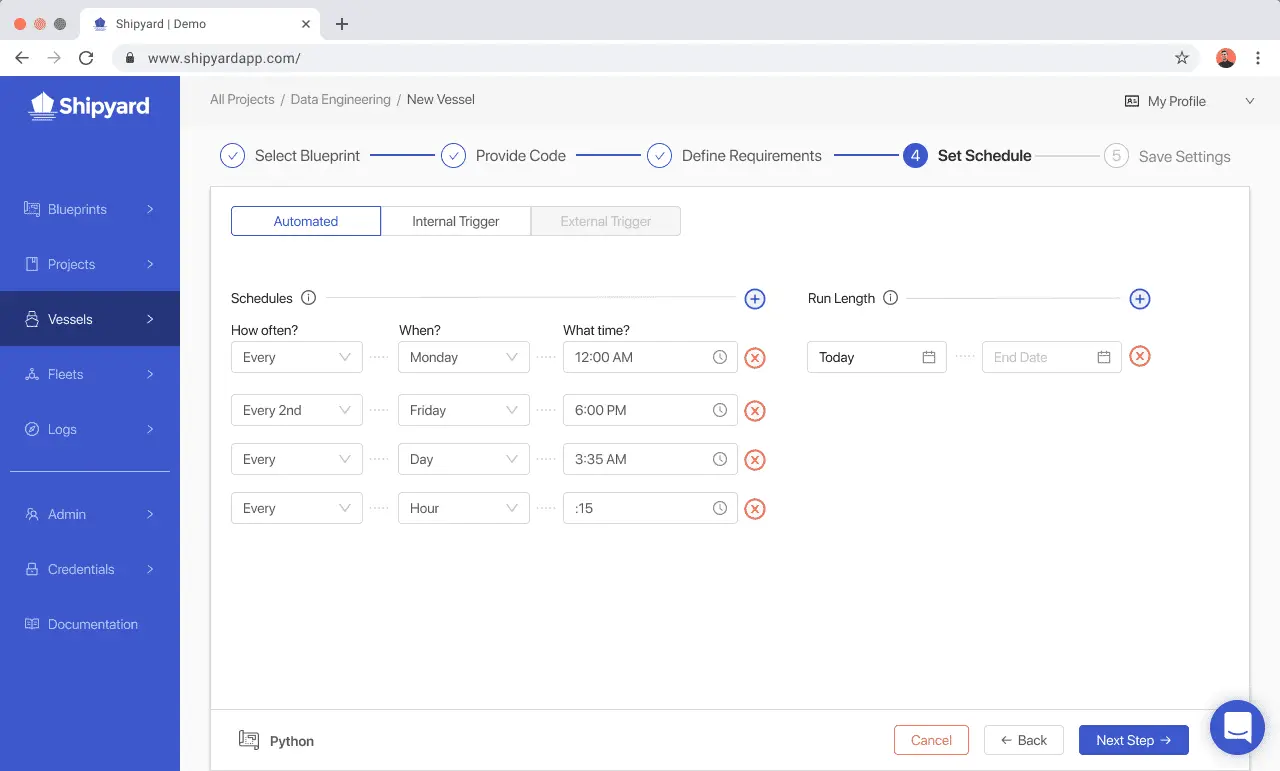 Shipyard | Demo
www.shipyardapp.com/
Shipyard
All Projects / Data Engineering / New Vessel
My Profile
Select Blueprint
Provide Code
Define Requirements
4 Set Schedule
5 Save Settings
Blueprints
Projects
Vessels
Fleets
Logs
Admin
Credentials
Documentation
Automated
Internal Trigger
External Trigger
Schedules
Run Length
How often? When? What time?
Every Monday 12:00 AM
Today End Date
Every 2nd Friday 6:00 PM
Every Day 3:35 AM
Every Hour :15
Python
Cancel
← Back
Next Step →